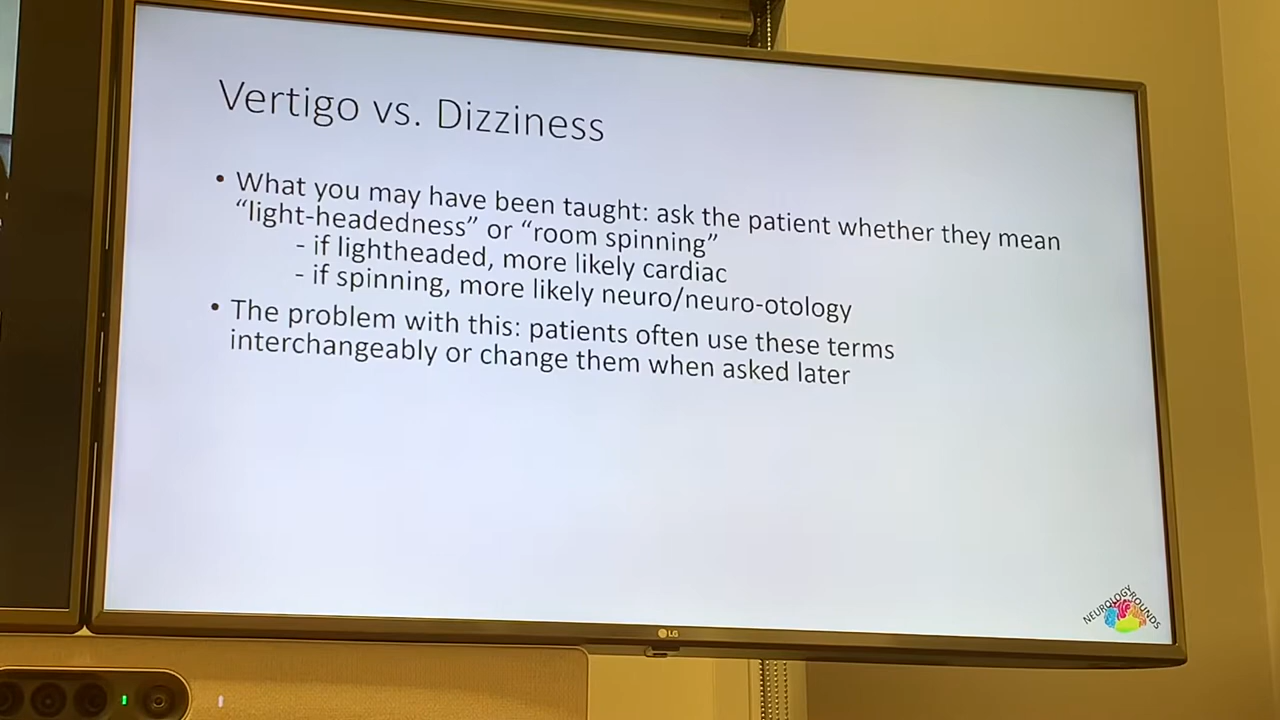 Vertigo vs. Dizziness
• What you may have been taught: ask the patient whether they mean
“light-headedness” or “room spinning”
- if lightheaded, more likely cardiac
- if spinning, more likely neuro/neuro-otology
• The problem with this: patients often use these terms
interchangeably or change them when asked later
NEUROLOGY ROUNDS
LG